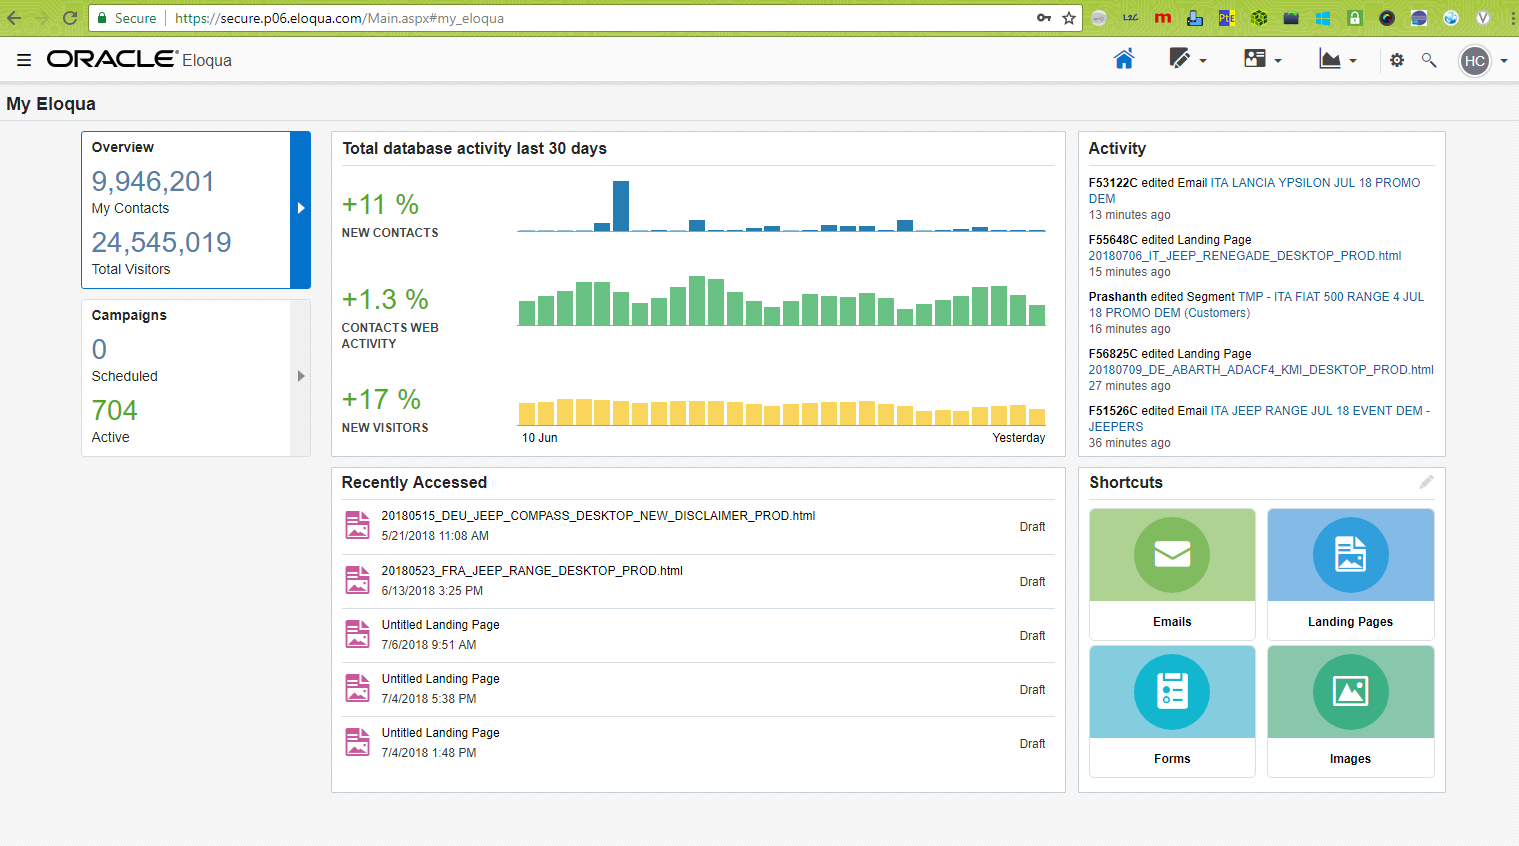 Secure
https://secure.p06.eloqua.com/Main.aspx#my_eloqua
L2C
m
PtE
V
ORACLE Eloqua
HC
My Eloqua
Overview
9,946,201
My Contacts
24,545,019
Total Visitors
Campaigns
0
Scheduled
704
Active
Total database activity last 30 days
+11 %
NEW CONTACTS
+1.3 %
CONTACTS WEB
ACTIVITY
+17 %
NEW VISITORS
10 Jun
Yesterday
Activity
F53122C edited Email ITA LANCIA YPSILON JUL 18 PROMO
DEM
13 minutes ago
F55648C edited Landing Page
20180706_IT_JEEP_RENEGADE_DESKTOP_PROD.html
15 minutes ago
Prashanth edited Segment TMP - ITA FIAT 500 RANGE 4 JUL
18 PROMO DEM (Customers)
16 minutes ago
F56825C edited Landing Page
20180709_DE_ABARTH_ADACF4_KMI_DESKTOP_PROD.html
27 minutes ago
F51526C edited Email ITA JEEP RANGE JUL 18 EVENT DEM -
JEEPERS
36 minutes ago
Recently Accessed
20180515_DEU_JEEP_COMPASS_DESKTOP_NEW_DISCLAIMER_PROD.html
5/21/2018 11:08 AM
Draft
20180523_FRA_JEEP_RANGE_DESKTOP_PROD.html
6/13/2018 3:25 PM
Draft
Untitled Landing Page
7/6/2018 9:51 AM
Draft
Untitled Landing Page
7/4/2018 5:38 PM
Draft
Untitled Landing Page
7/4/2018 1:48 PM
Draft
Shortcuts
Emails
Landing Pages
Forms
Images